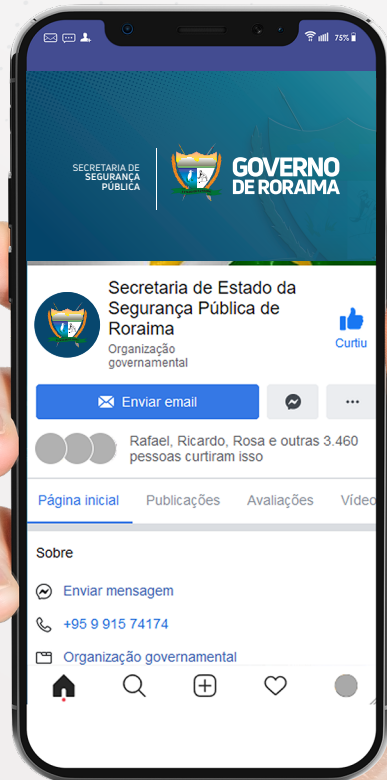 75%
SECRETARIA DE
SEGURANÇA
PÚBLICA
GOVERNO
DE RORAIMA
Secretaria de Estado da
Segurança Pública de
Roraima
Organização
governamental
Curtiu
Enviar email
Rafael, Ricardo, Rosa e outras 3.460
pessoas curtiram isso
Página inicial Publicações Avaliações Vídeo
Sobre
Enviar mensagem
+95 9 915 74174
Organização governamental